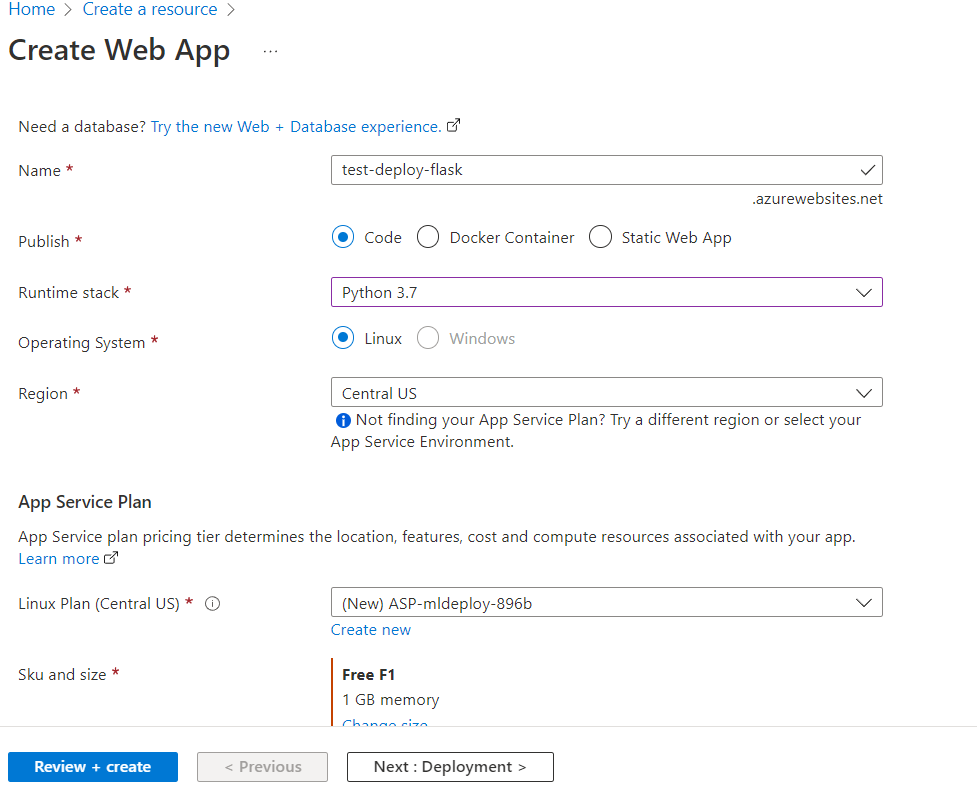 Home > Create a resource >
Create Web App ...
Need a database? Try the new Web + Database experience.
Name *
test-deploy-flask
.azurewebsites.net
Publish *
Code
Docker Container
Static Web App
Runtime stack *
Python 3.7
Operating System *
Linux
Windows
Region *
Central US
Not finding your App Service Plan? Try a different region or select your
App Service Environment.
App Service Plan
App Service plan pricing tier determines the location, features, cost and compute resources associated with your app.
Learn more
Linux Plan (Central US) *
(New) ASP-mldeploy-896b
Create new
Sku and size *
Free F1
1 GB memory
Change size
Review + create
< Previous
Next : Deployment >